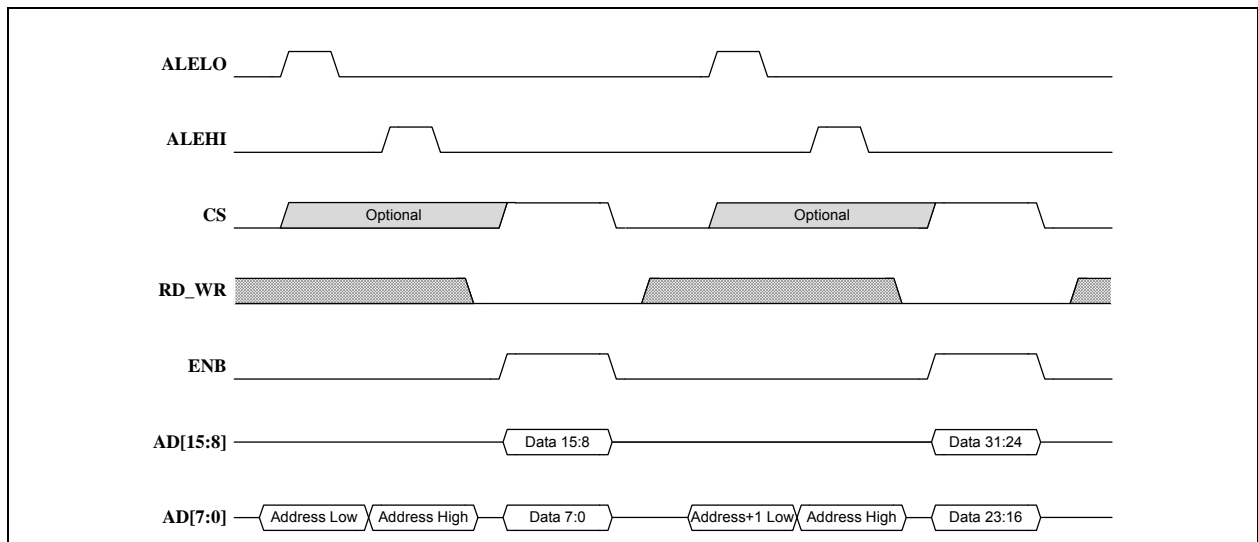 ALELO
ALEHI
CS Optional Optional
RD_WR
ENB
AD[15:8] Data 15:8 Data 31:24
AD[7:0] Address Low Address High Data 7:0 Address+1 Low Address High Data 23:16